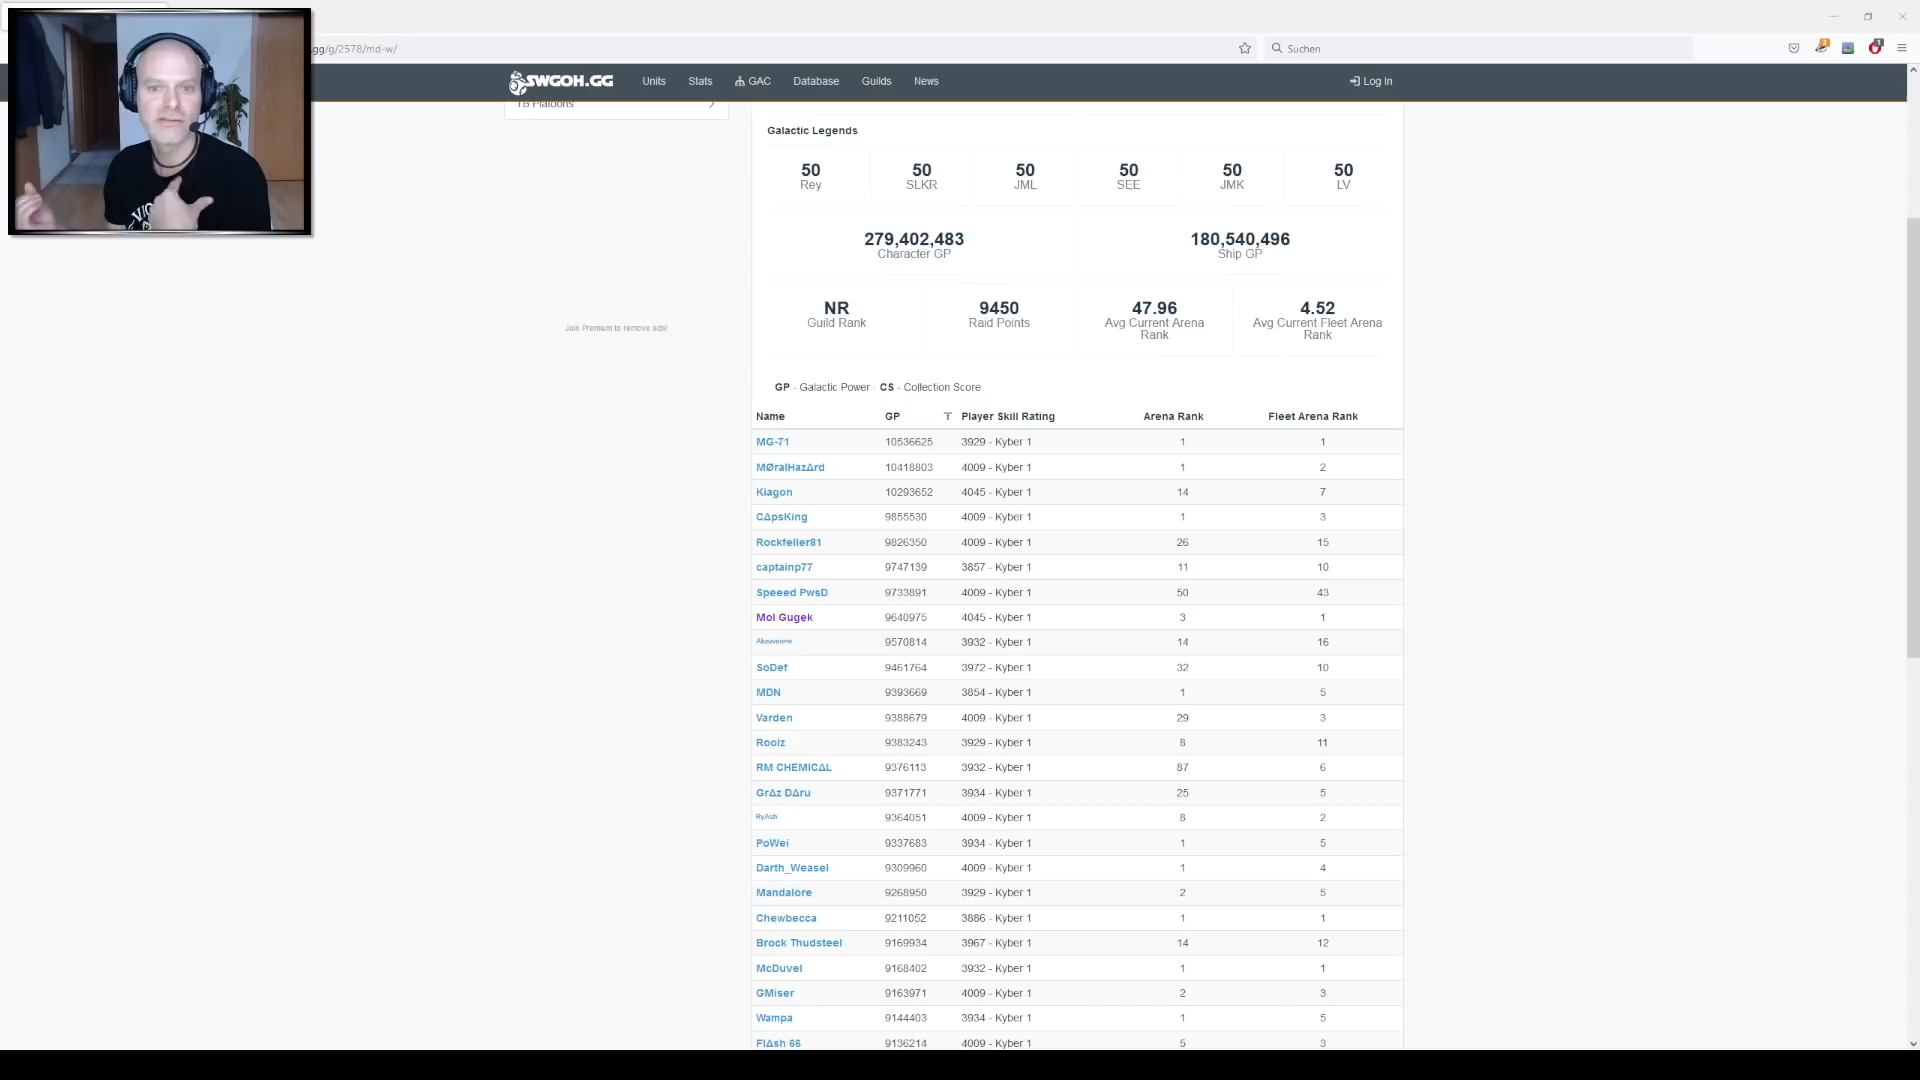 gg/g/2578/md-w/
Suchen
3
1
SWGOH.GG
Units
Stats
GAC
Database
Guilds
News
Log In
TB Platoons
Join Premium to remove ads!
Galactic Legends
50 50 50 50 50 50
Rey SLKR JML SEE JMK LV
279,402,483 180,540,496
Character GP Ship GP
NR 9450 47.96 4.52
Guild Rank Raid Points Avg Current Arena Avg Current Fleet Arena
Rank Rank
GP - Galactic Power · CS - Collection Score
Name GP Player Skill Rating Arena Rank Fleet Arena Rank
MG-71 10536625 3929 - Kyber 1 1 1
MØralHazΔrd 10418803 4009 - Kyber 1 1 2
Kiagon 10293652 4045 - Kyber 1 14 7
CΔpsKing 9855530 4009 - Kyber 1 1 3
Rockfeller81 9826350 4009 - Kyber 1 26 15
captainp77 9747139 3857 - Kyber 1 11 10
Speeed PwsD 9733891 4009 - Kyber 1 50 43
Mol Gugek 9640975 4045 - Kyber 1 3 1
9570814 3932 - Kyber 1 14 16
SoDef 9461764 3972 - Kyber 1 32 10
MDN 9393669 3854 - Kyber 1 1 5
Varden 9388679 4009 - Kyber 1 29 3
Roolz 9383243 3929 - Kyber 1 8 11
RM CHEMICΔL 9376113 3932 - Kyber 1 87 6
GrΔz DΔru 9371771 3934 - Kyber 1 25 5
RyAsh 9364051 4009 - Kyber 1 8 2
PoWei 9337683 3934 - Kyber 1 1 5
Darth_Weasel 9309960 4009 - Kyber 1 1 4
Mandalöre 9268950 3929 - Kyber 1 2 5
Chewbecca 9211052 3886 - Kyber 1 1 1
Brock Thudsteel 9169934 3967 - Kyber 1 14 12
McDuvel 9168402 3932 - Kyber 1 1 1
GMiser 9163971 4009 - Kyber 1 2 3
Wampa 9144403 3934 - Kyber 1 1 5
FlΔsh 66 9136214 4009 - Kyber 1 5 3